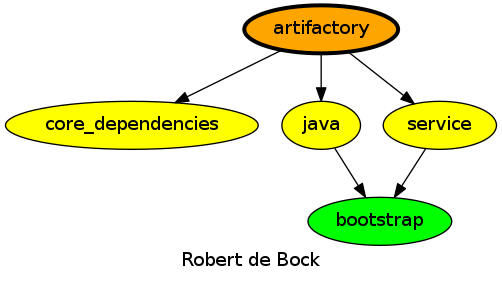 artifactory
core_dependencies
java
service
bootstrap
Robert de Bock